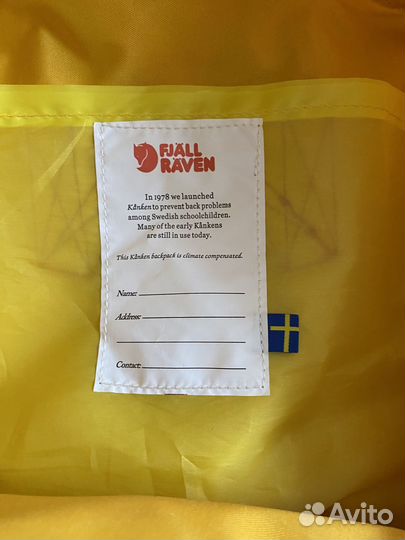 FJÄLL
RÄVEN
In 1978 we launched
Kånken to prevent back problems
among Swedish schoolchildren.
Many of the early Kånkens
are still in use today.
This Kånken backpack is climate compensated.
Name:
Address:
Contact:
Avito